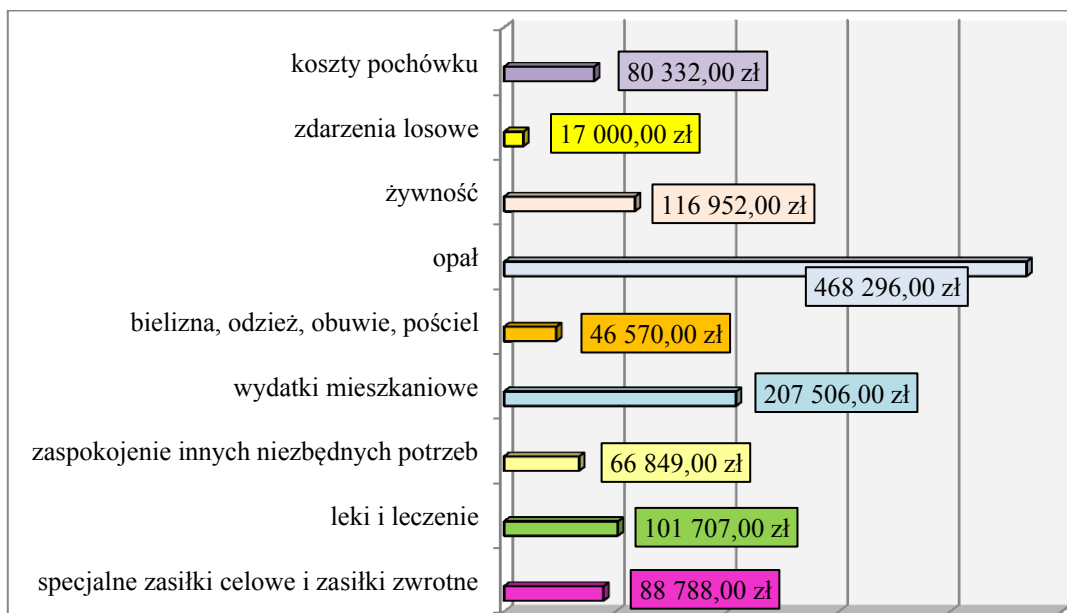 koszty pochówku
80 332,00 zł
zdarzenia losowe
17 000,00 zł
żywność
116 952,00 zł
opał
468 296,00 zł
bielizna, odzież, obuwie, pościel
46 570,00 zł
wydatki mieszkaniowe
207 506,00 zł
zaspokojenie innych niezbędnych potrzeb
66 849,00 zł
leki i leczenie
101 707,00 zł
specjalne zasiłki celowe i zasiłki zwrotne
88 788,00 zł